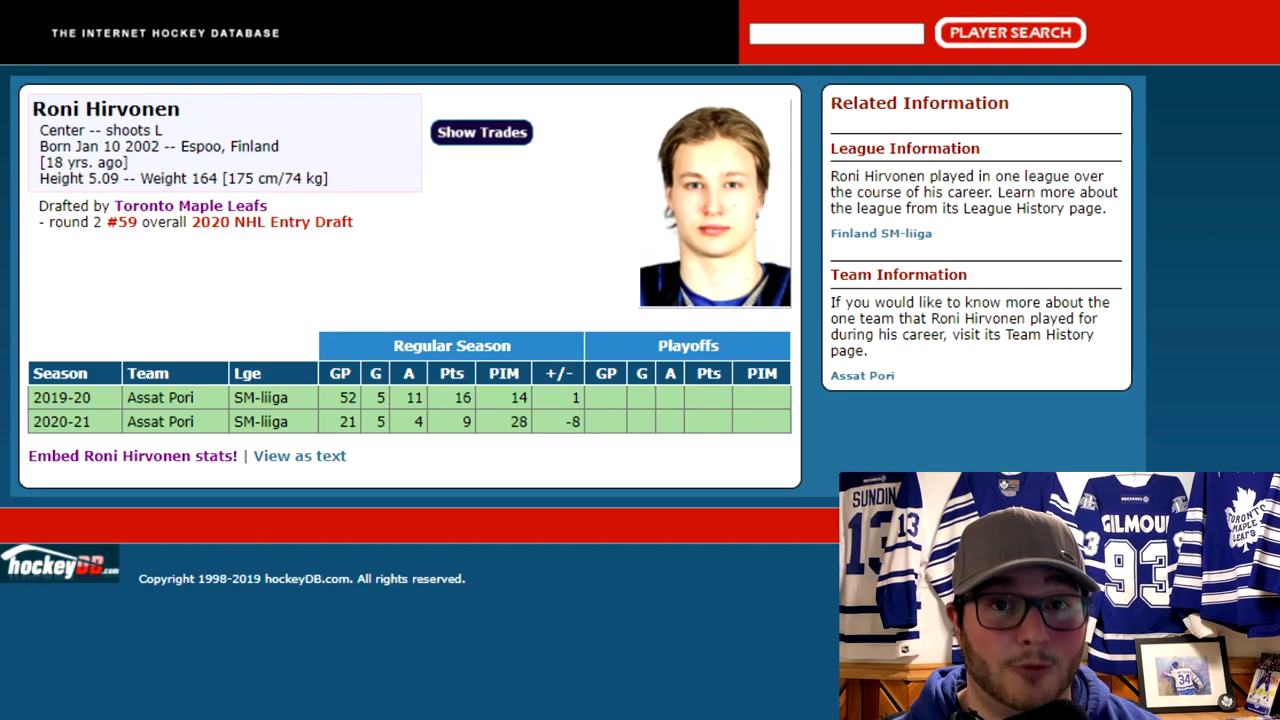 THE INTERNET HOCKEY DATABASE
PLAYER SEARCH
Roni Hirvonen
Center -- shoots L
Born Jan 10 2002 -- Espoo, Finland
[18 yrs. ago]
Height 5.09 -- Weight 164 [175 cm/74 kg]
Show Trades
Drafted by Toronto Maple Leafs
- round 2 #59 overall 2020 NHL Entry Draft
Regular Season Playoffs
Season Team Lge GP G A Pts PIM +/- GP G A Pts PIM
2019-20 Assat Pori SM-liiga 52 5 11 16 14 1
2020-21 Assat Pori SM-liiga 21 5 4 9 28 -8
Embed Roni Hirvonen stats! | View as text
Related Information
League Information
Roni Hirvonen played in one league over
the course of his career. Learn more about
the league from its League History page.
Finland SM-liiga
Team Information
If you would like to know more about the
one team that Roni Hirvonen played for
during his career, visit its Team History
page.
Assat Pori
hockeyDB.com
Copyright 1998-2019 hockeyDB.com. All rights reserved.
SUNDIN
13
13
KOHO
GILMOUR
93
93
TORONTO
MAPLE
LEAFS
34